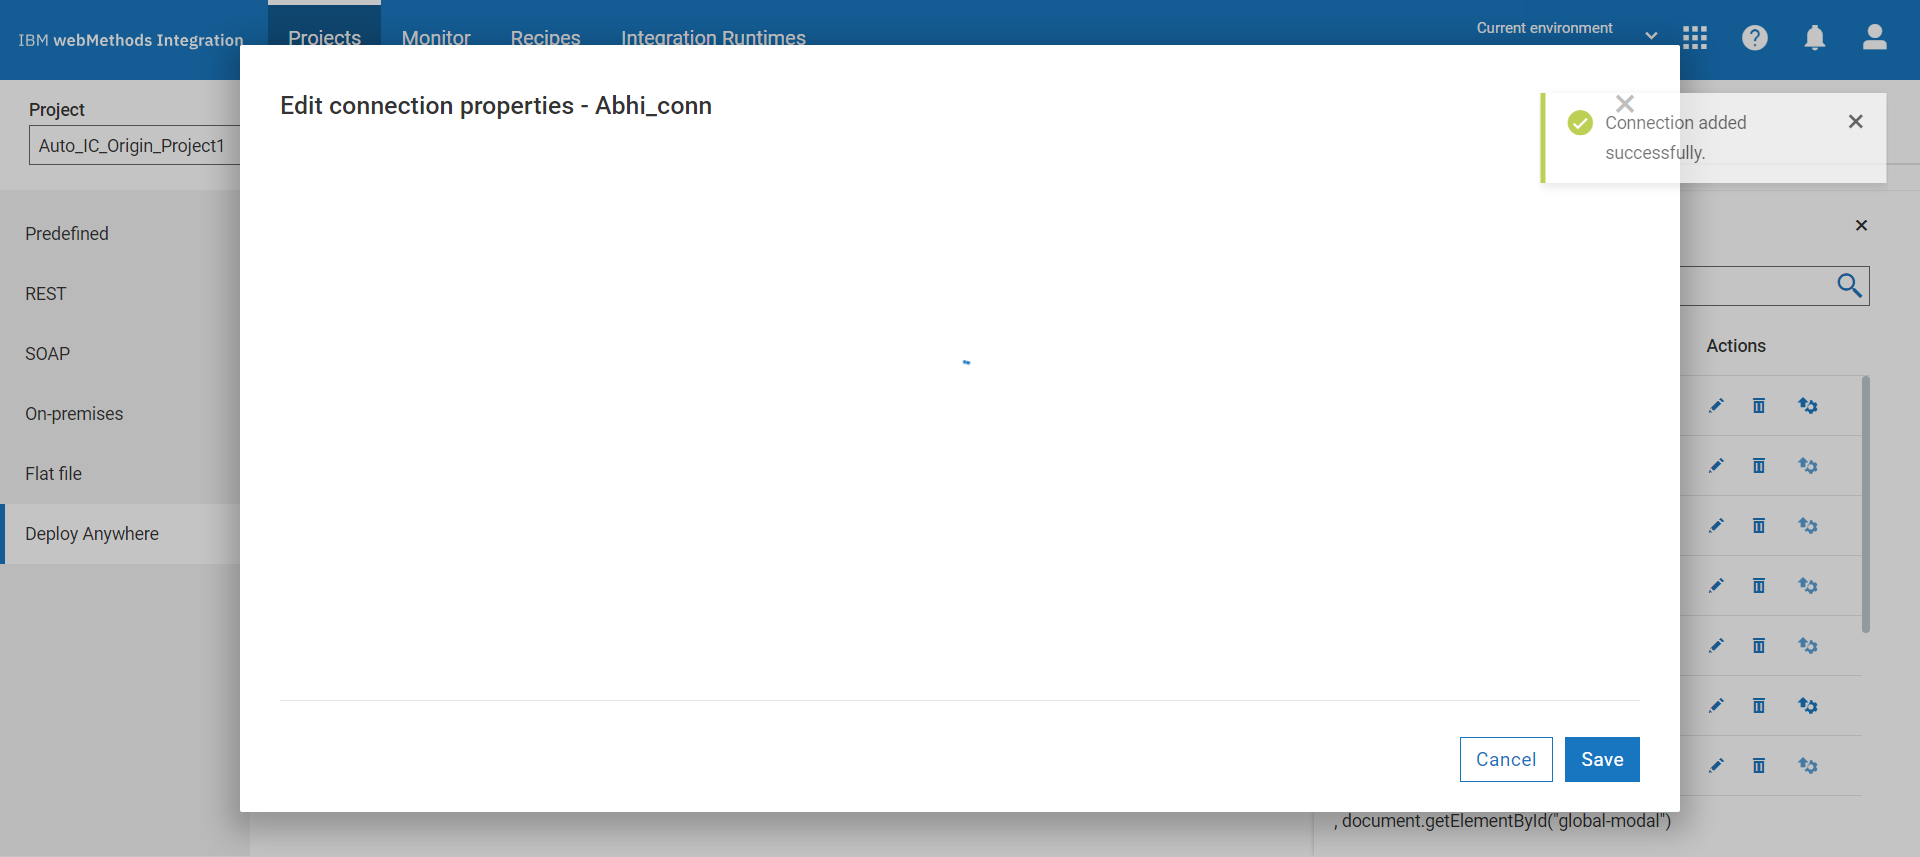 IBM webMethods Integration
Projects
Monitor
Recipes
Integration Runtimes
Current environment
Project
Auto_IC_Origin_Project1
Edit connection properties - Abhi_conn
Connection added
successfully.
Predefined
REST
SOAP
On-premises
Flat file
Deploy Anywhere
Actions
Cancel
Save
, document.getElementById("global-modal")